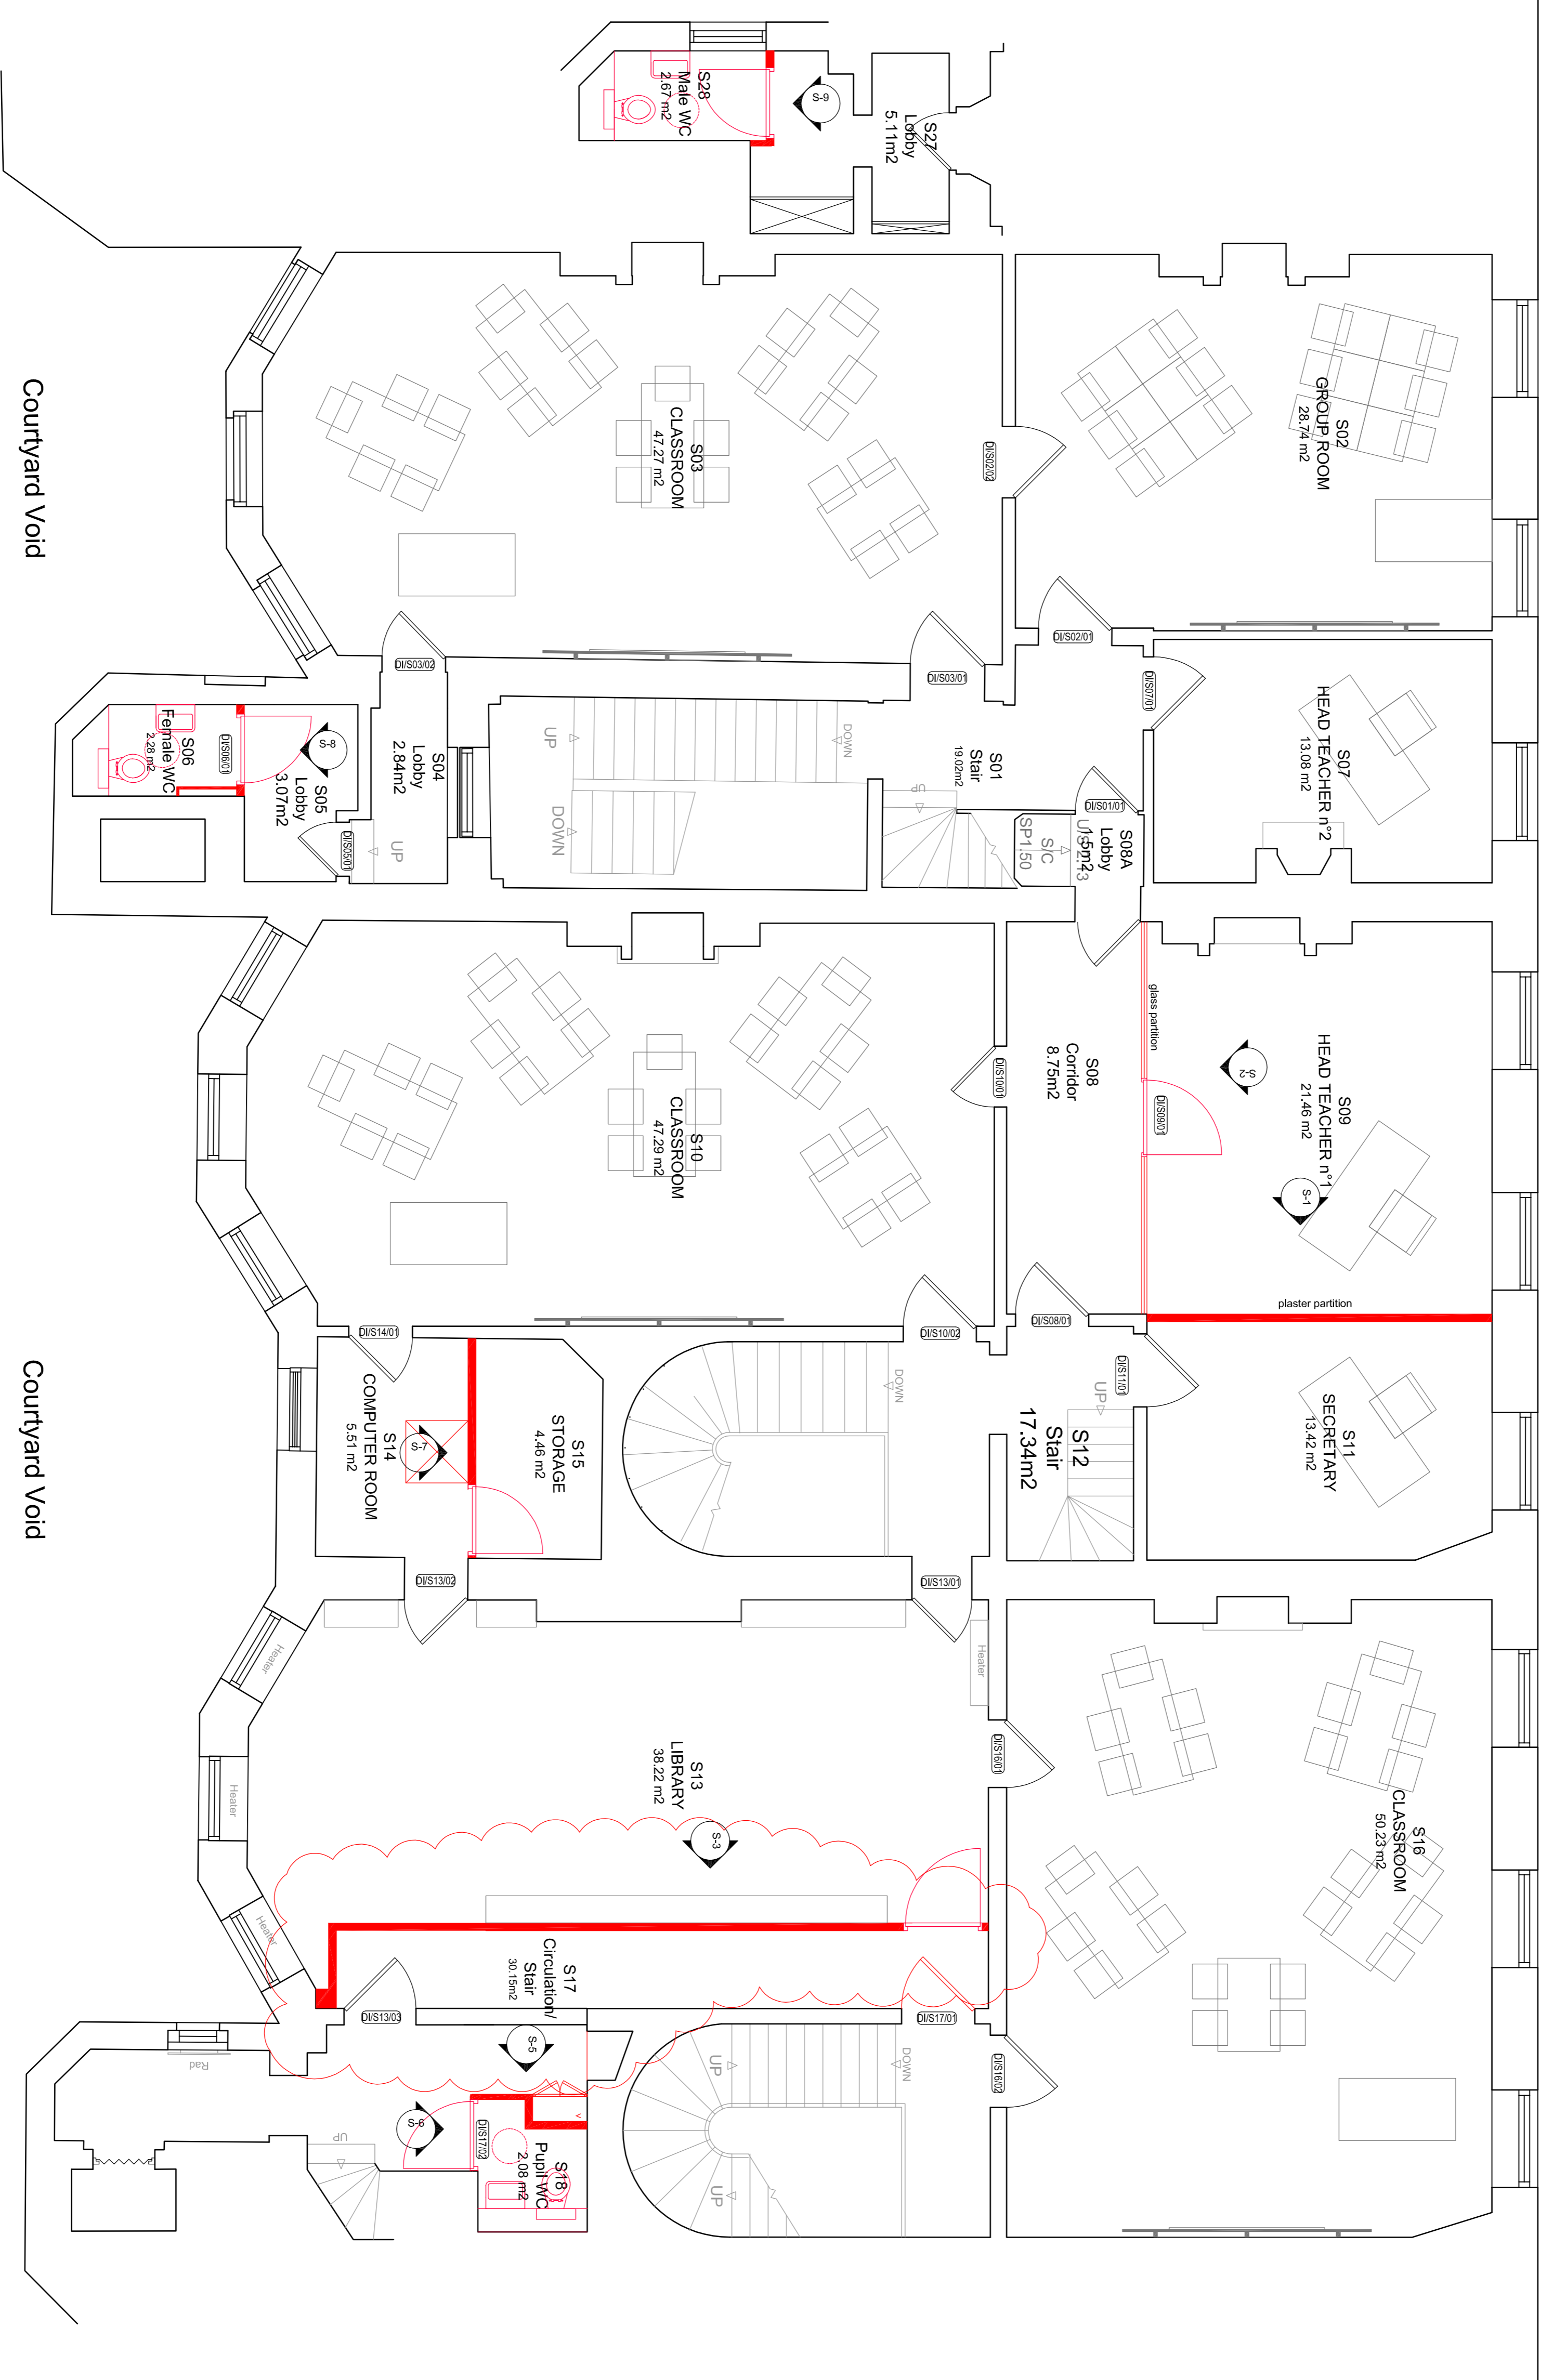 S28
Male WC
2.67 m2
S-9
S27
Lobby
5.11m2
S02
GROUP ROOM
28.74 m2
S03
CLASSROOM
47.27 m2
DI/S02/02
DI/S02/01
DI/S03/02
DI/S03/01
DI/S07/01
S07
HEAD TEACHER n°2
13.08 m2
S01
Stair
19.02m2
UP
DOWN
DOWN
UP
S04
Lobby
2.84m2
UP
S05
Lobby
3.07m2
S-8
DI/S05/01
DI/S06/01
S06
Female WC
2.28 m2
DI/S01/01
S08A
Lobby
1.5m2
S/C
SP1.50
Courtyard Void
glass partition
S-2
S09
HEAD TEACHER n°1
21.46 m2
S-1
DI/S09/01
S08
Corridor
8.75m2
DI/S10/01
S10
CLASSROOM
47.29 m2
plaster partition
DI/S08/01
DI/S10/02
DI/S14/01
DI/S11/01
S11
SECRETARY
13.42 m2
UP
S12
Stair
17.34m2
DOWN
S15
STORAGE
4.46 m2
S14
COMPUTER ROOM
5.51 m2
S-7
DI/S13/02
DI/S13/01
Courtyard Void
Heater
Heater
Heater
Heater
DI/S16/01
S13
LIBRARY
38.22 m2
S-3
S16
CLASSROOM
50.23 m2
S17
Circulation/
Stair
30.15m2
DI/S13/03
DI/S17/01
DI/S16/02
S-5
DOWN
UP
UP
Rad
S-6
DI/S17/02
v
S18
Pupil WC
2.08 m2
UP